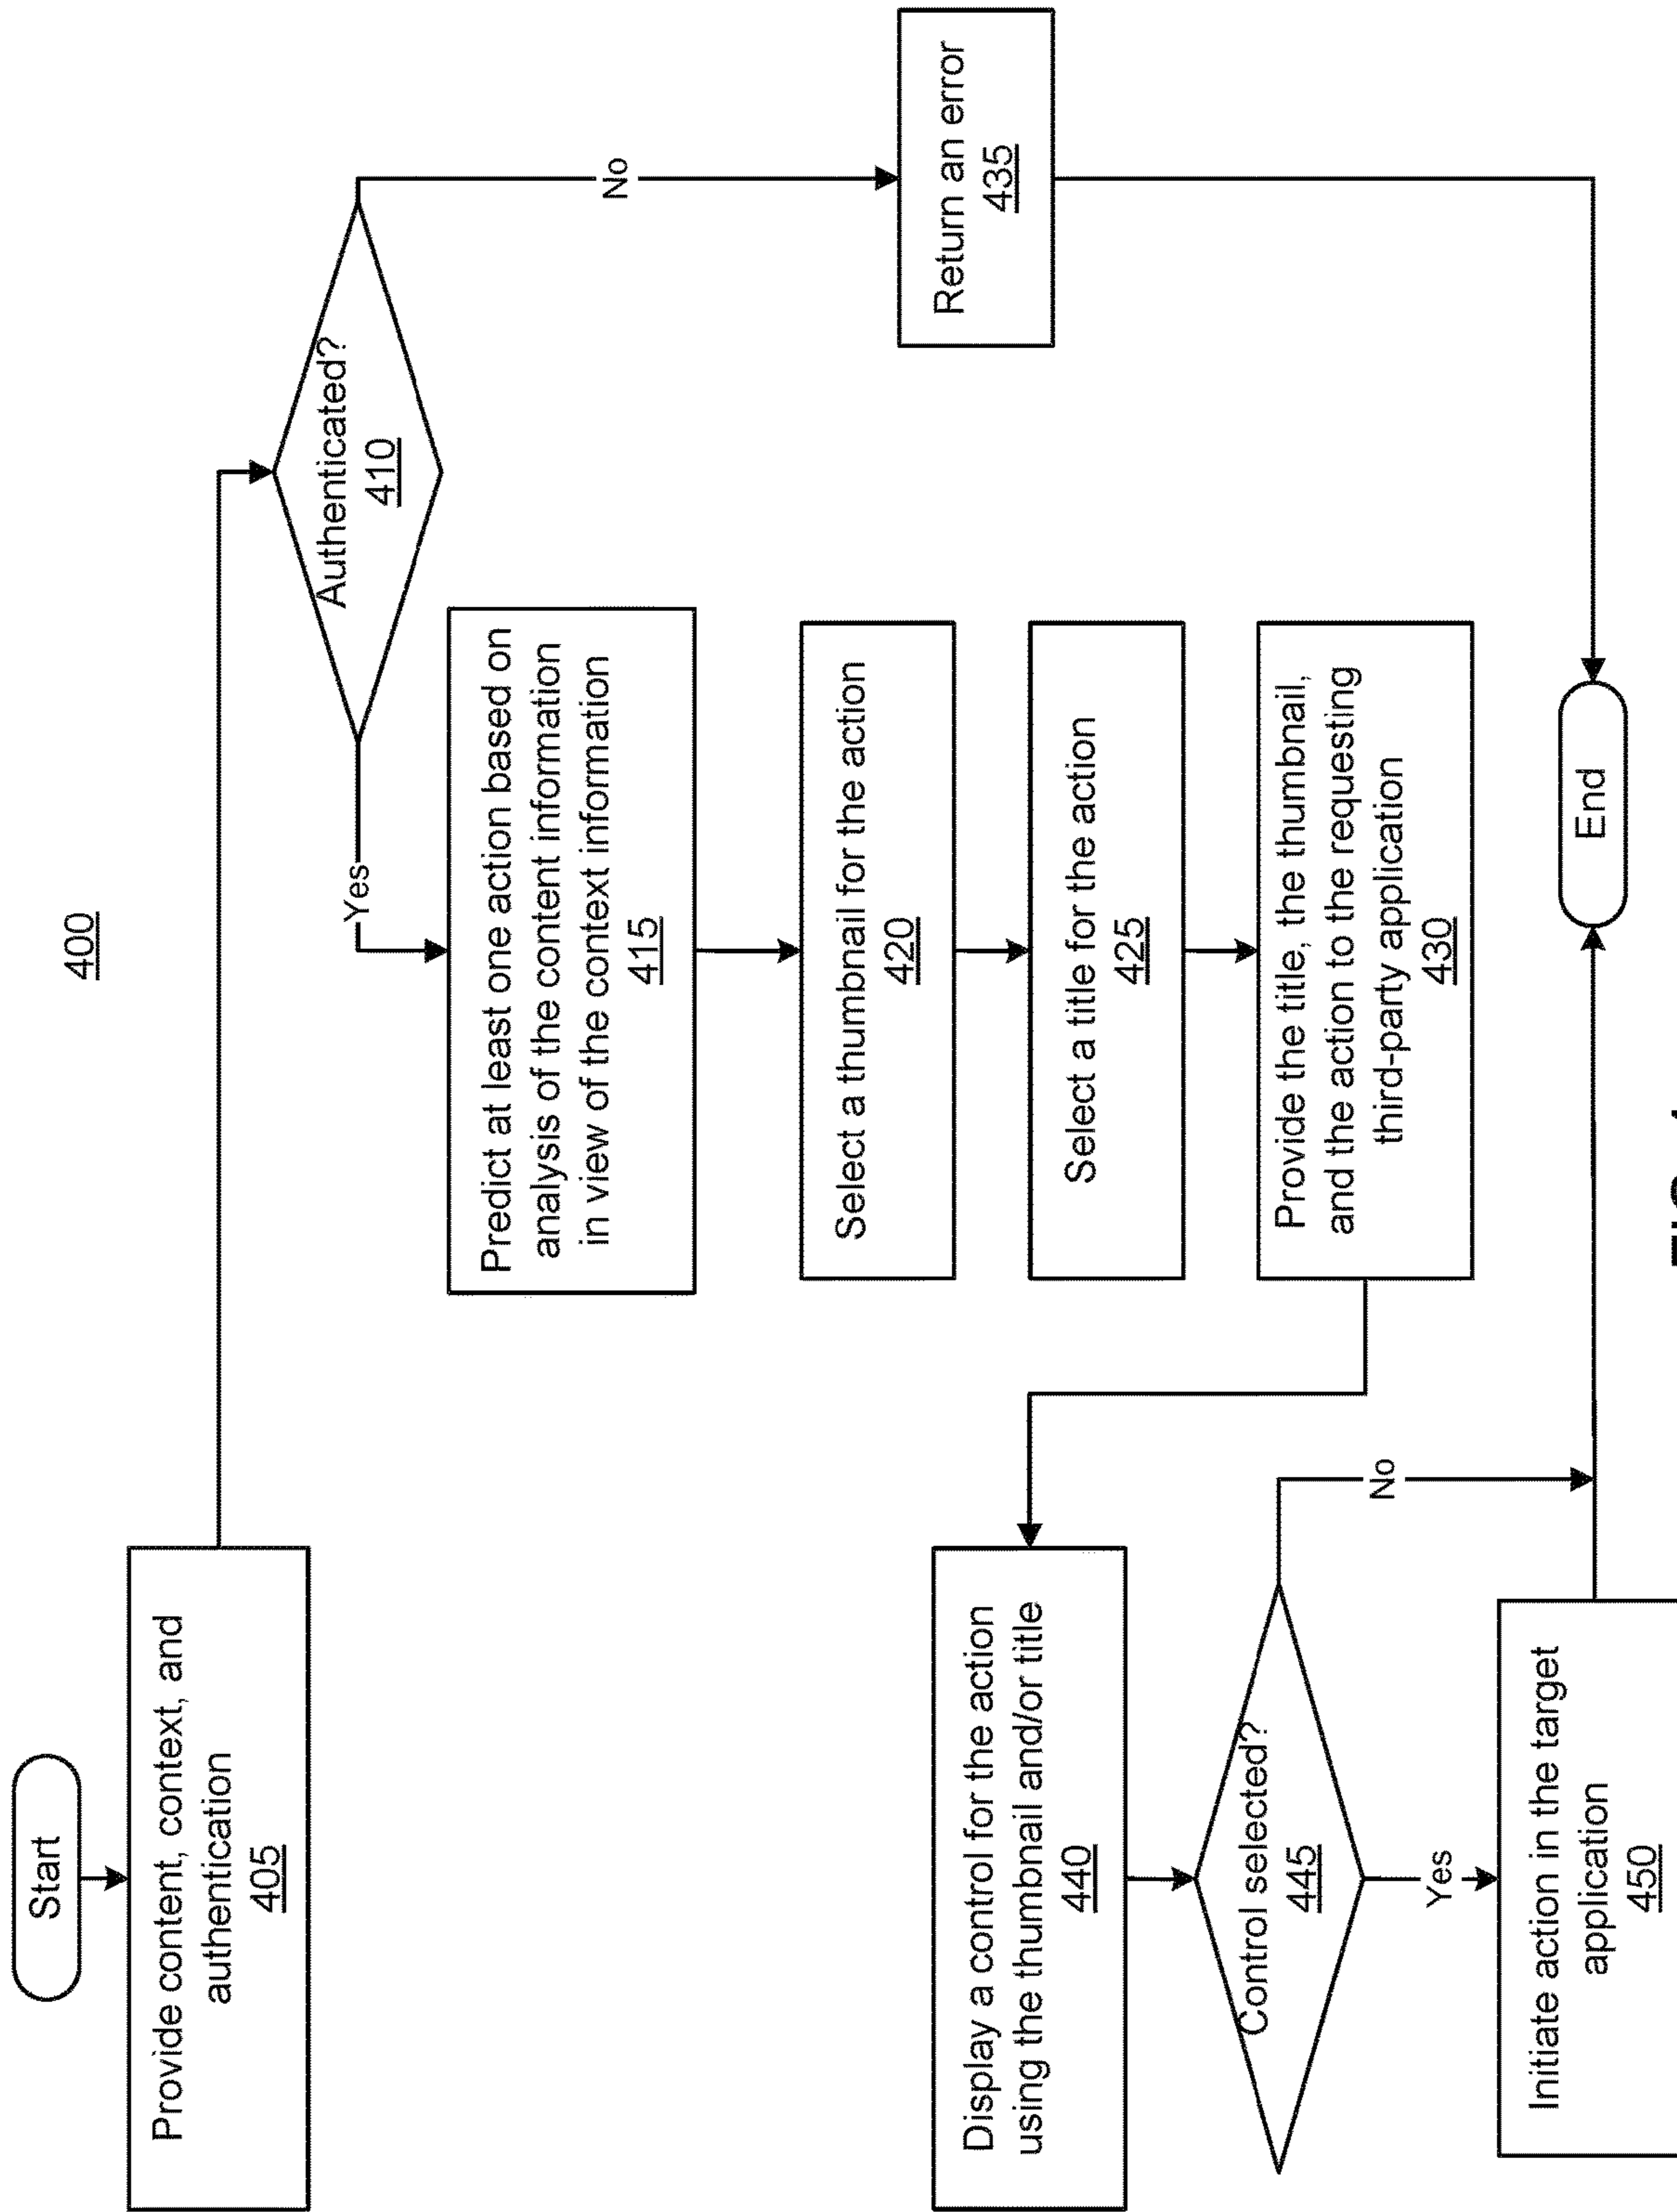 400
Start
Provide content, context, and
authentication
405
Authenticated?
410
Yes
No
Predict at least one action based on
analysis of the content information
in view of the context information
415
Select a thumbnail for the action
420
Select a title for the action
425
Provide the title, the thumbnail,
and the action to the requesting
third-party application
430
Return an error
435
Display a control for the action
using the thumbnail and/or title
440
Control selected?
445
No
Yes
Initiate action in the target
application
450
End